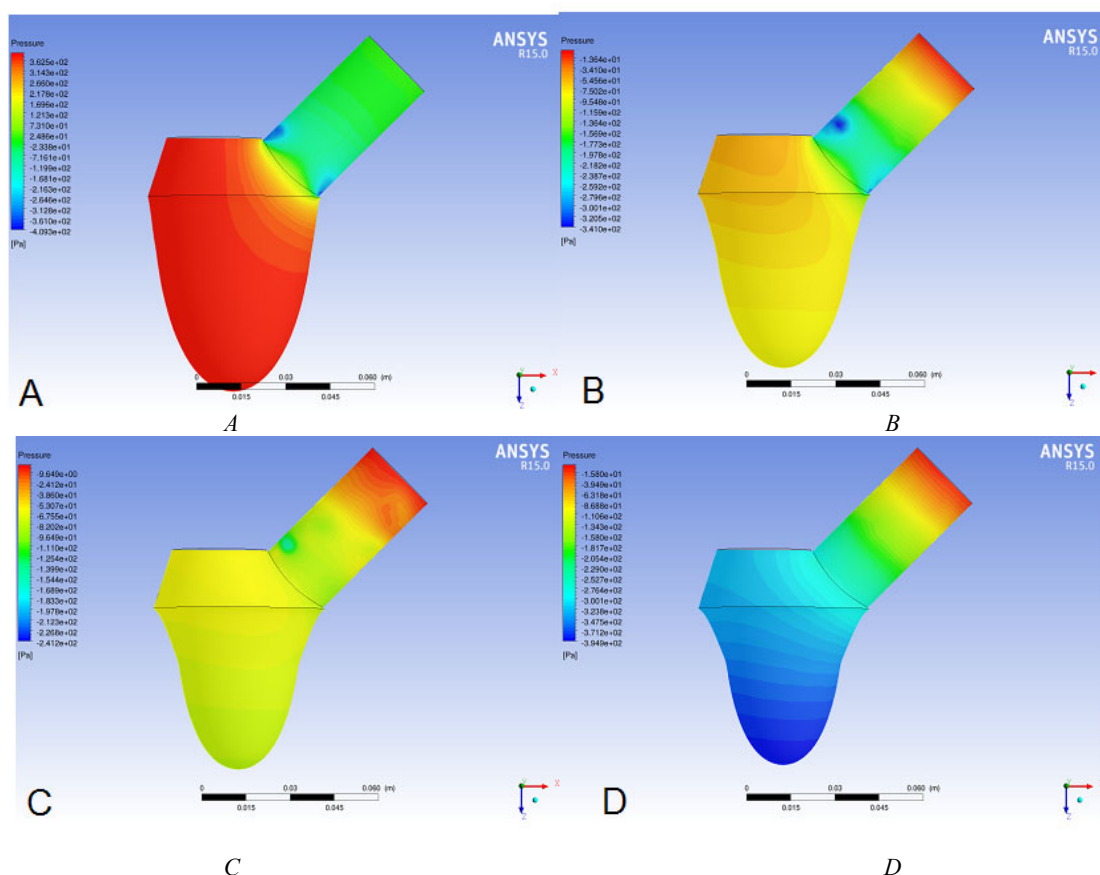 Pressure
3.625e+02
3.143e+02
2.660e+02
2.178e+02
1.696e+02
1.213e+02
7.310e+01
2.486e+01
-2.338e+01
-7.161e+01
-1.199e+02
-1.681e+02
-2.163e+02
-2.646e+02
-3.128e+02
-3.610e+02
-4.093e+02
[Pa]
ANSYS
R15.0
0 0.03 0.060 (m)
0.015 0.045
X
Z
A
A
Pressure
-1.364e+01
-3.410e+01
-5.456e+01
-7.502e+01
-9.548e+01
-1.159e+02
-1.364e+02
-1.569e+02
-1.773e+02
-1.978e+02
-2.182e+02
-2.387e+02
-2.592e+02
-2.796e+02
-3.001e+02
-3.205e+02
-3.410e+02
[Pa]
ANSYS
R15.0
0 0.03 0.060 (m)
0.015 0.045
Z
B
B
Pressure
-9.649e+00
-2.412e+01
-3.860e+01
-5.307e+01
-6.755e+01
-8.202e+01
-9.649e+01
-1.110e+02
-1.254e+02
-1.399e+02
-1.544e+02
-1.689e+02
-1.833e+02
-1.978e+02
-2.123e+02
-2.268e+02
-2.412e+02
[Pa]
ANSYS
R15.0
0 0.03 0.060 (m)
0.015 0.045
X
Z
C
C
Pressure
-1.580e+01
-3.949e+01
-6.318e+01
-8.688e+01
-1.106e+02
-1.343e+02
-1.580e+02
-1.817e+02
-2.054e+02
-2.290e+02
-2.527e+02
-2.764e+02
-3.001e+02
-3.238e+02
-3.475e+02
-3.712e+02
-3.949e+02
[Pa]
ANSYS
R15.0
0 0.03 0.060 (m)
0.015 0.045
Z
D
D